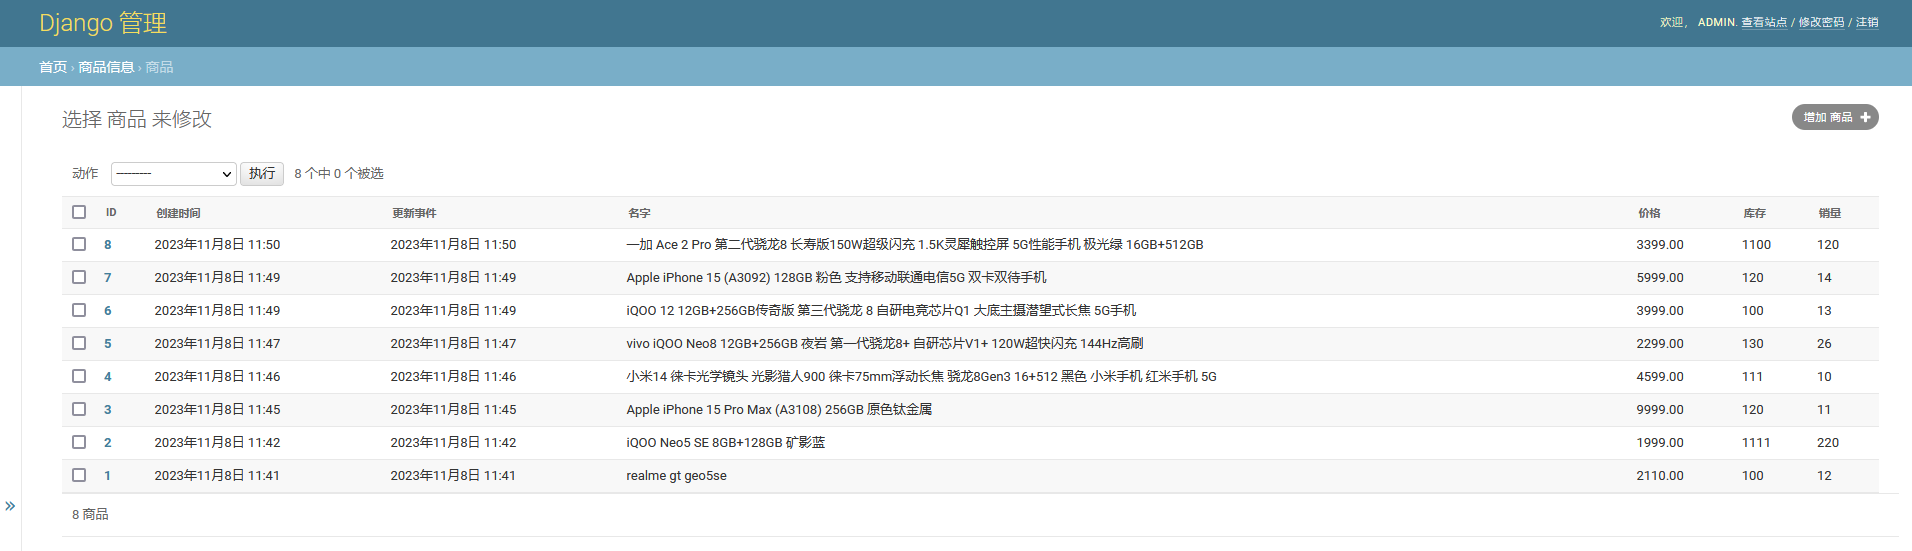 Django 管理
欢迎， ADMIN. 查看站点 / 修改密码 / 注销
首页 › 商品信息 › 商品
选择 商品 来修改
增加 商品
动作 --------- 执行 8 个中 0 个被选
ID 创建时间 更新事件 名字 价格 库存 销量
8 2023年11月8日 11:50 2023年11月8日 11:50 一加 Ace 2 Pro 第二代骁龙8 长寿版150W超级闪充 1.5K灵犀触控屏 5G性能手机 极光绿 16GB+512GB 3399.00 1100 120
7 2023年11月8日 11:49 2023年11月8日 11:49 Apple iPhone 15 (A3092) 128GB 粉色 支持移动联通电信5G 双卡双待手机 5999.00 120 14
6 2023年11月8日 11:49 2023年11月8日 11:49 iQOO 12 12GB+256GB传奇版 第三代骁龙 8 自研电竞芯片Q1 大底主摄潜望式长焦 5G手机 3999.00 100 13
5 2023年11月8日 11:47 2023年11月8日 11:47 vivo iQOO Neo8 12GB+256GB 夜岩 第一代骁龙8+ 自研芯片V1+ 120W超快闪充 144Hz高刷 2299.00 130 26
4 2023年11月8日 11:46 2023年11月8日 11:46 小米14 徕卡光学镜头 光影猎人900 徕卡75mm浮动长焦 骁龙8Gen3 16+512 黑色 小米手机 红米手机 5G 4599.00 111 10
3 2023年11月8日 11:45 2023年11月8日 11:45 Apple iPhone 15 Pro Max (A3108) 256GB 原色钛金属 9999.00 120 11
2 2023年11月8日 11:42 2023年11月8日 11:42 iQOO Neo5 SE 8GB+128GB 矿影蓝 1999.00 1111 220
1 2023年11月8日 11:41 2023年11月8日 11:41 realme gt geo5se 2110.00 100 12
»
8 商品